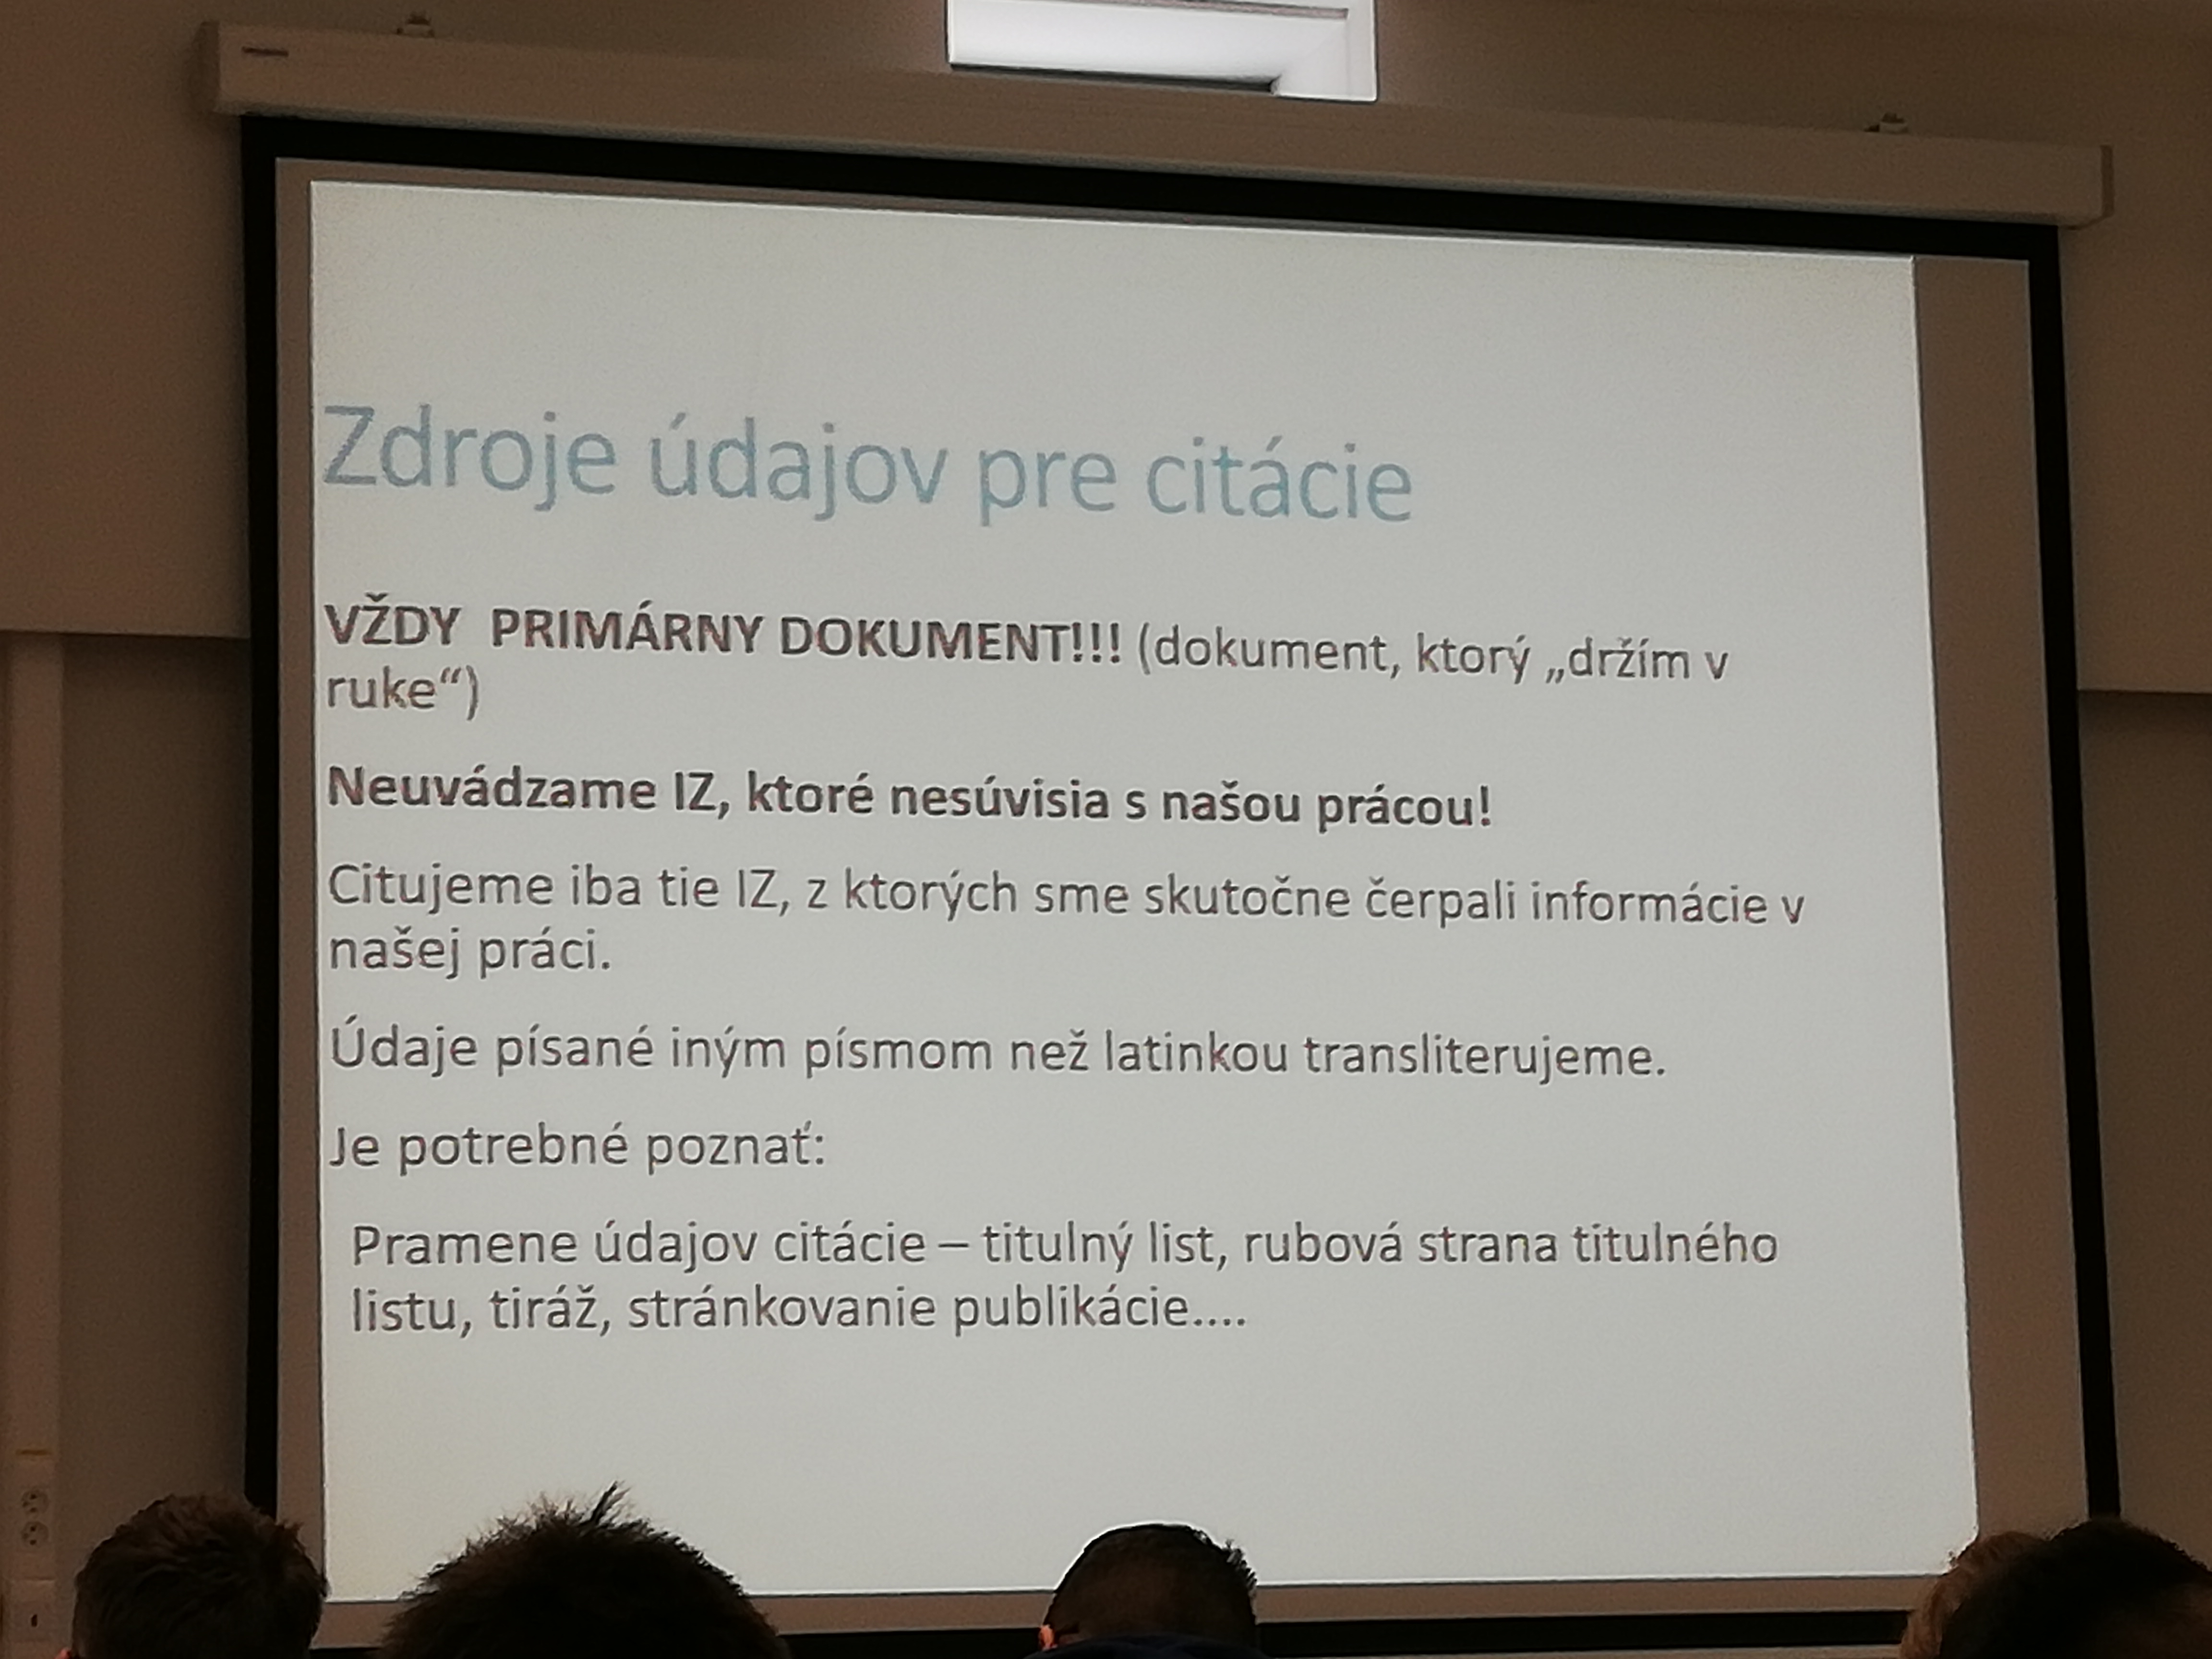 Zdroje údajov pre citácie
VŽDY PRIMÁRNY DOKUMENT!!! (dokument, ktorý „držím v
ruke“)
Neuvádzame IZ, ktoré nesúvisia s našou prácou!
Citujeme iba tie IZ, z ktorých sme skutočne čerpali informácie v
našej práci.
Údaje písané iným písmom než latinkou transliterujeme.
Je potrebné poznať:
Pramene údajov citácie – titulný list, rubová strana titulného
listu, tiráž, stránkovanie publikácie....